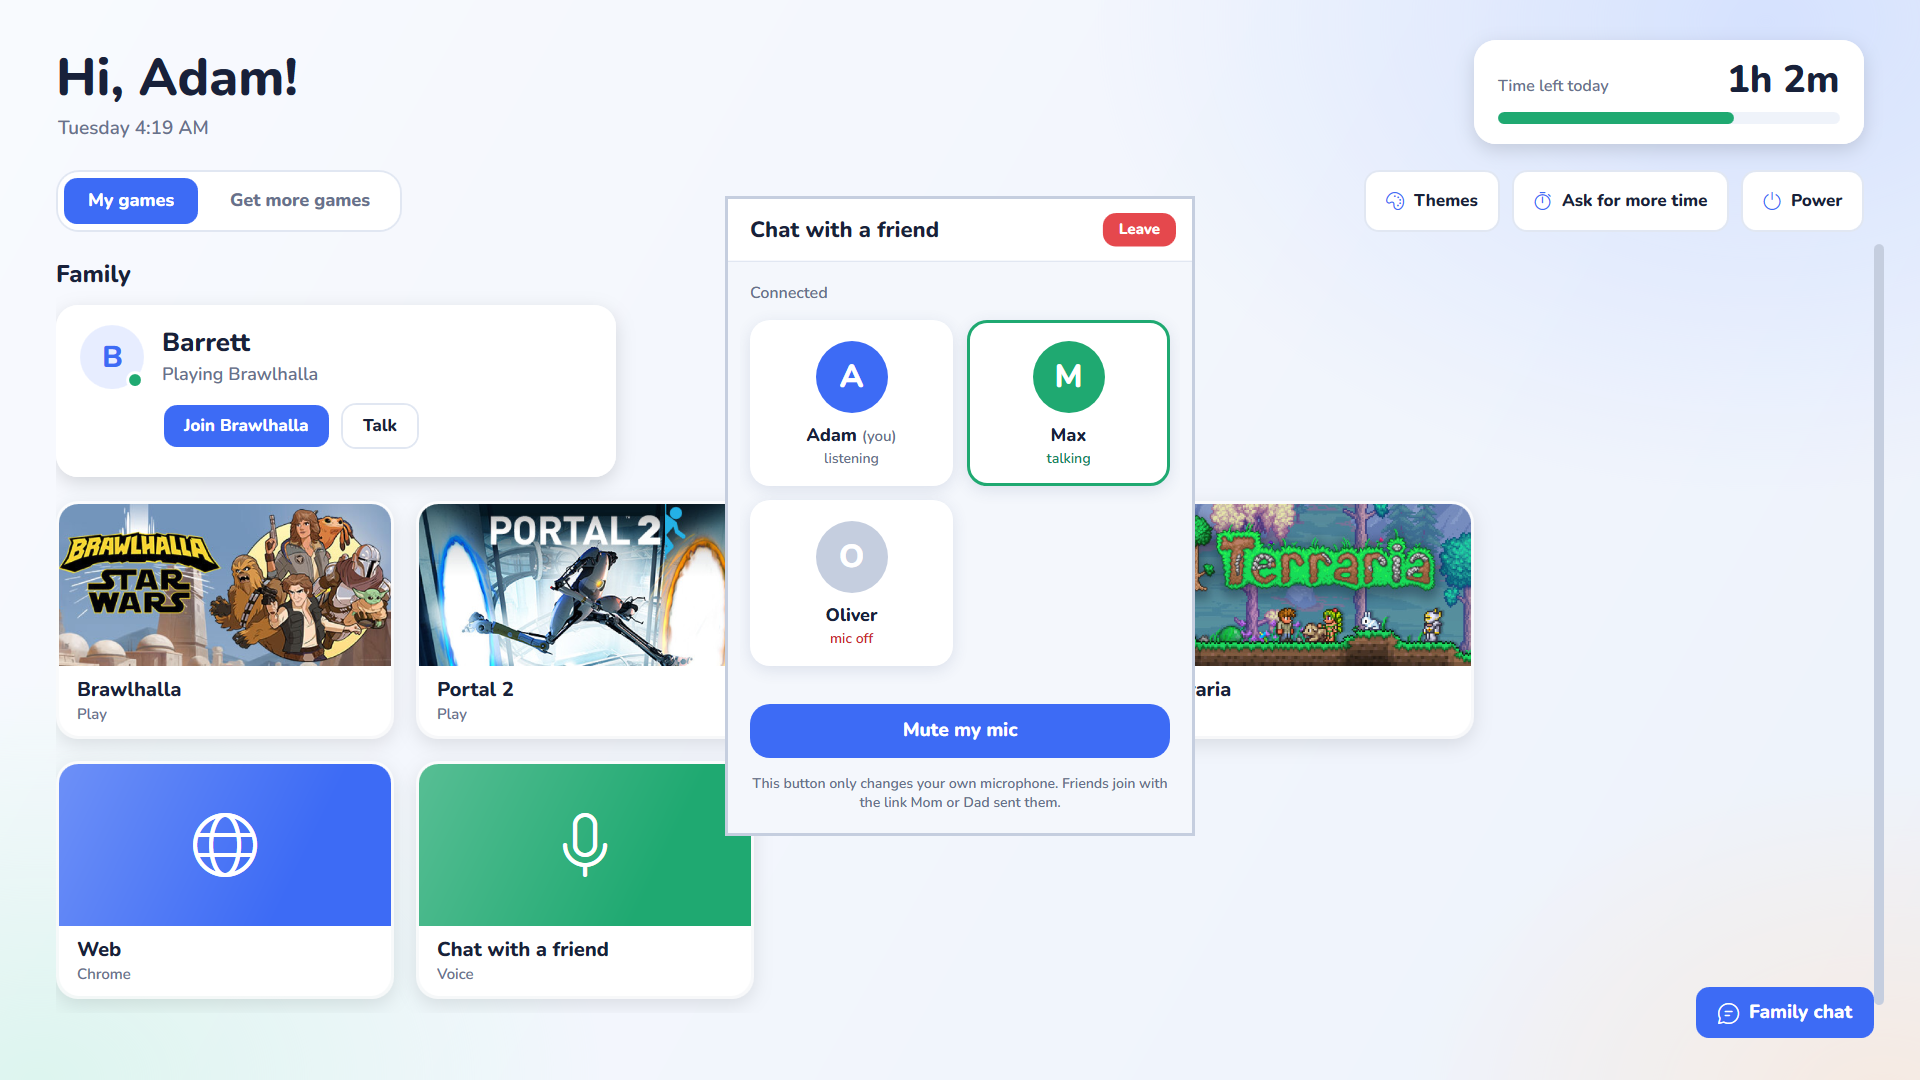 Hi, Adam!
Tuesday 4:19 AM
Time left today
1h 2m
My games
Get more games
Themes
Ask for more time
Power
Family
B
Barrett
Playing Brawlhalla
Join Brawlhalla
Talk
Chat with a friend
Leave
Connected
A
Adam (you)
listening
M
Max
talking
O
Oliver
mic off
Mute my mic
This button only changes your own microphone. Friends join with
the link Mom or Dad sent them.
BRAWLHALLA
STAR
WARS
Brawlhalla
Play
PORTAL 2
Portal 2
Play
Terraria
raria
Web
Chrome
Chat with a friend
Voice
Family chat